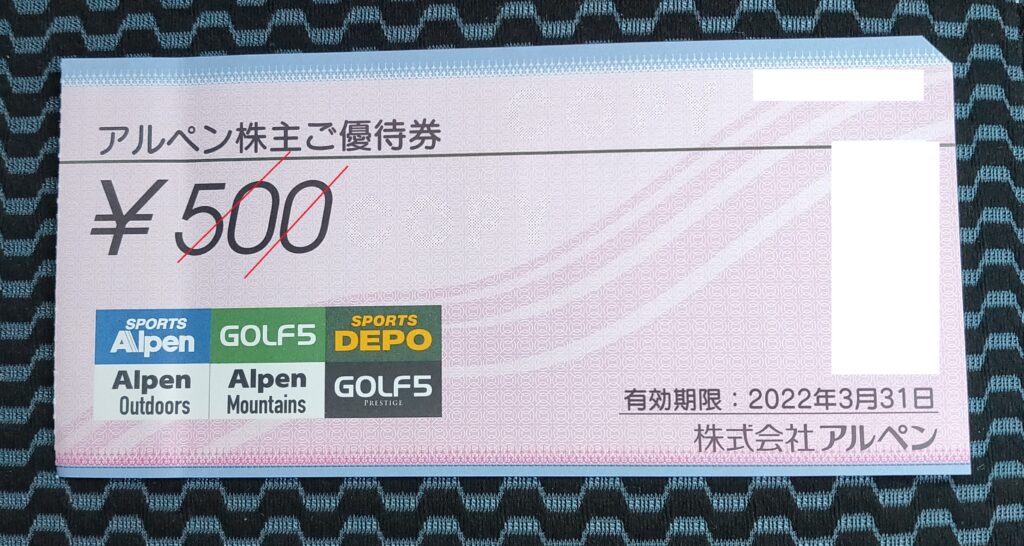 COPY
アルペン株主ご優待券
¥500
COPY
SPORTS
Alpen
GOLF5
SPORTS
DEPO
Alpen
Outdoors
Alpen
Mountains
GOLF5
PRESTIGE
有効期限：2022年3月31日
株式会社アルペン